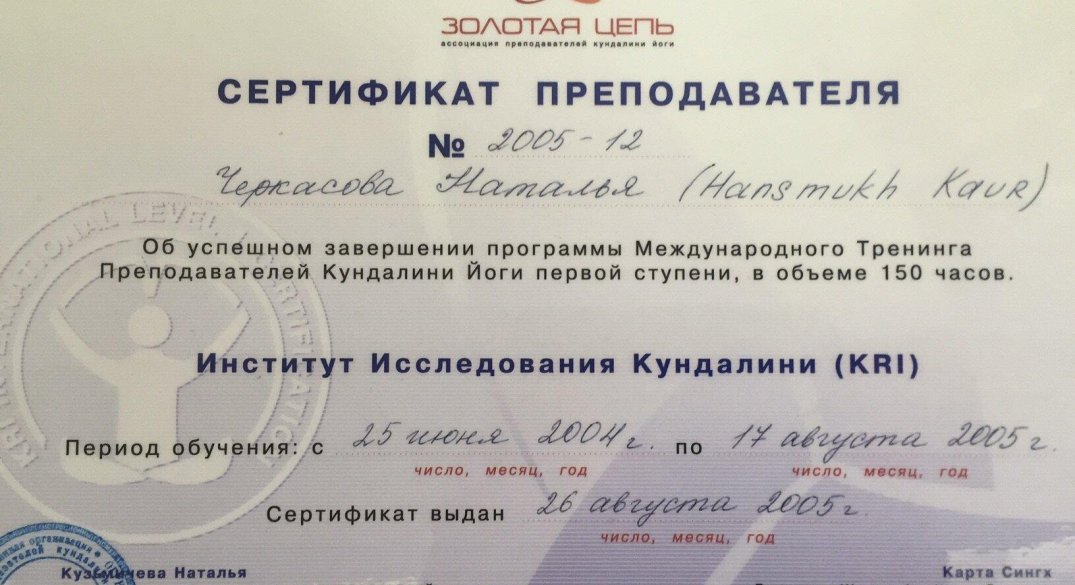 ЗОЛОТАЯ ЦЕПЬ
ассоциация преподавателей кундалини йоги
СЕРТИФИКАТ ПРЕПОДАВАТЕЛЯ
№ 2005-12
Черкасова Наталья (Hansmukh Kaur)
Об успешном завершении программы Международного Тренинга
Преподавателей Кундалини Йоги первой ступени, в объеме 150 часов.
Институт Исследования Кундалини (KRI)
Период обучения: с 25 июня 2004 г. по 17 августа 2005 г.
число, месяц, год число, месяц, год
Сертификат выдан 26 августа 2005 г.
число, месяц, год
Кузьмичева Наталья Карта Сингх